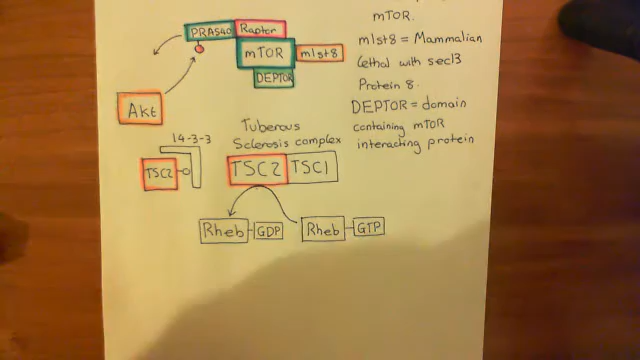 mTOR.
PRAS40 Raptor
mTOR mlst8
DEPTOR
Akt
mlst8 = Mammalian
lethal with sec13
Protein 8.
DEPTOR = domain
containing mTOR
interacting protein
14-3-3
TSC2
Tuberous
Sclerosis complex
TSC2 TSC1
Rheb GDP Rheb GTP